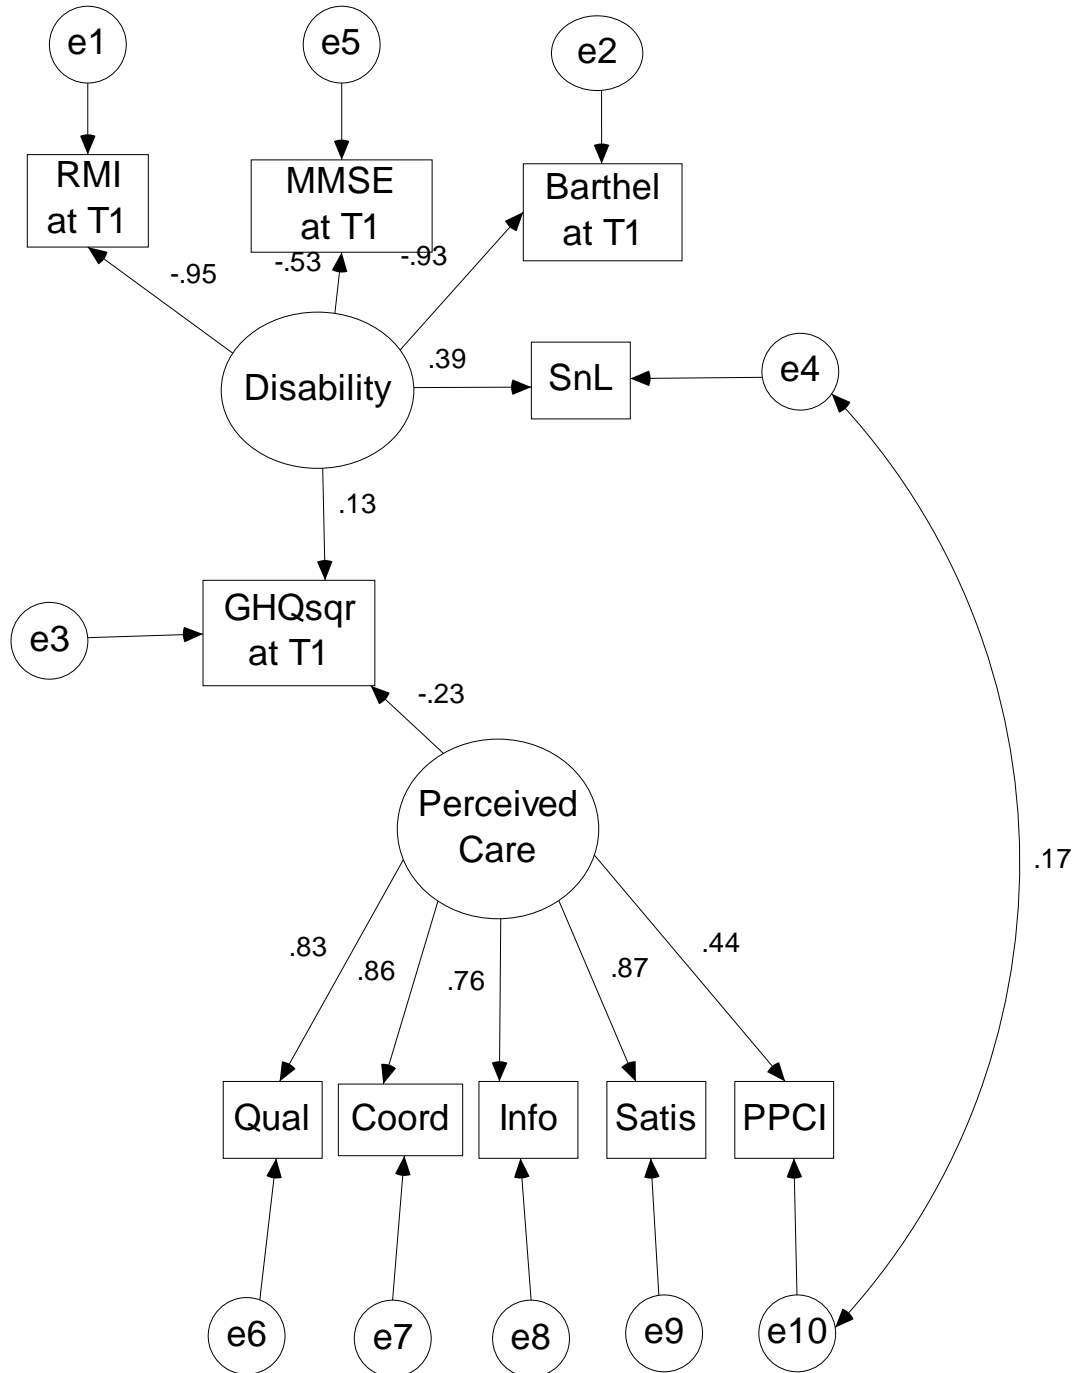 e1
e5
e2
RMI
at T1
MMSE
at T1
Barthel
at T1
-.95
-.53
-.93
Disability
.39
SnL
e4
.13
GHQsqr
at T1
e3
-.23
Perceived
Care
.17
.83
.86
.76
.87
.44
Qual
Coord
Info
Satis
PPCI
e6
e7
e8
e9
e10